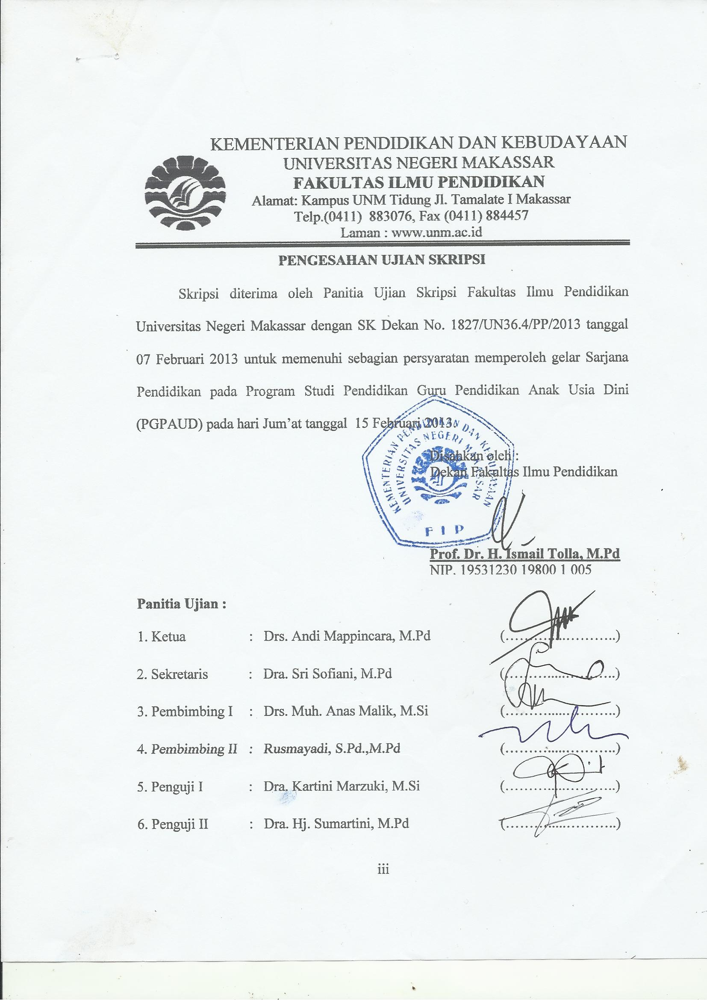 KEMENTERIAN PENDIDIKAN DAN KEBUDAYAAN
UNIVERSITAS NEGERI MAKASSAR
FAKULTAS ILMU PENDIDIKAN
Alamat: Kampus UNM Tidung Jl. Tamalate I Makassar
Telp.(0411) 883076, Fax (0411) 884457
Laman : www.unm.ac.id
PENGESAHAN UJIAN SKRIPSI
Skripsi diterima oleh Panitia Ujian Skripsi Fakultas Ilmu Pendidikan
Universitas Negeri Makassar dengan SK Dekan No. 1827/UN36.4/PP/2013 tanggal
07 Februari 2013 untuk memenuhi sebagian persyaratan memperoleh gelar Sarjana
Pendidikan pada Program Studi Pendidikan Guru Pendidikan Anak Usia Dini
(PGPAUD) pada hari Jum'at tanggal 15 Februari 2013.
KEMENTERIAN PENDIDIKAN DAN KEBUDAYAAN
UNIVERSITAS NEGERI MAKASSAR
F I P
Disahkan oleh :
Dekan Fakultas Ilmu Pendidikan
Prof. Dr. H. Ismail Tolla, M.Pd
NIP. 19531230 19800 1 005
Panitia Ujian :
1. Ketua : Drs. Andi Mappincara, M.Pd (...........................)
2. Sekretaris : Dra. Sri Sofiani, M.Pd (...........................)
3. Pembimbing I : Drs. Muh. Anas Malik, M.Si (...........................)
4. Pembimbing II : Rusmayadi, S.Pd.,M.Pd (...........................)
5. Penguji I : Dra. Kartini Marzuki, M.Si (...........................)
6. Penguji II : Dra. Hj. Sumartini, M.Pd (...........................)
iii